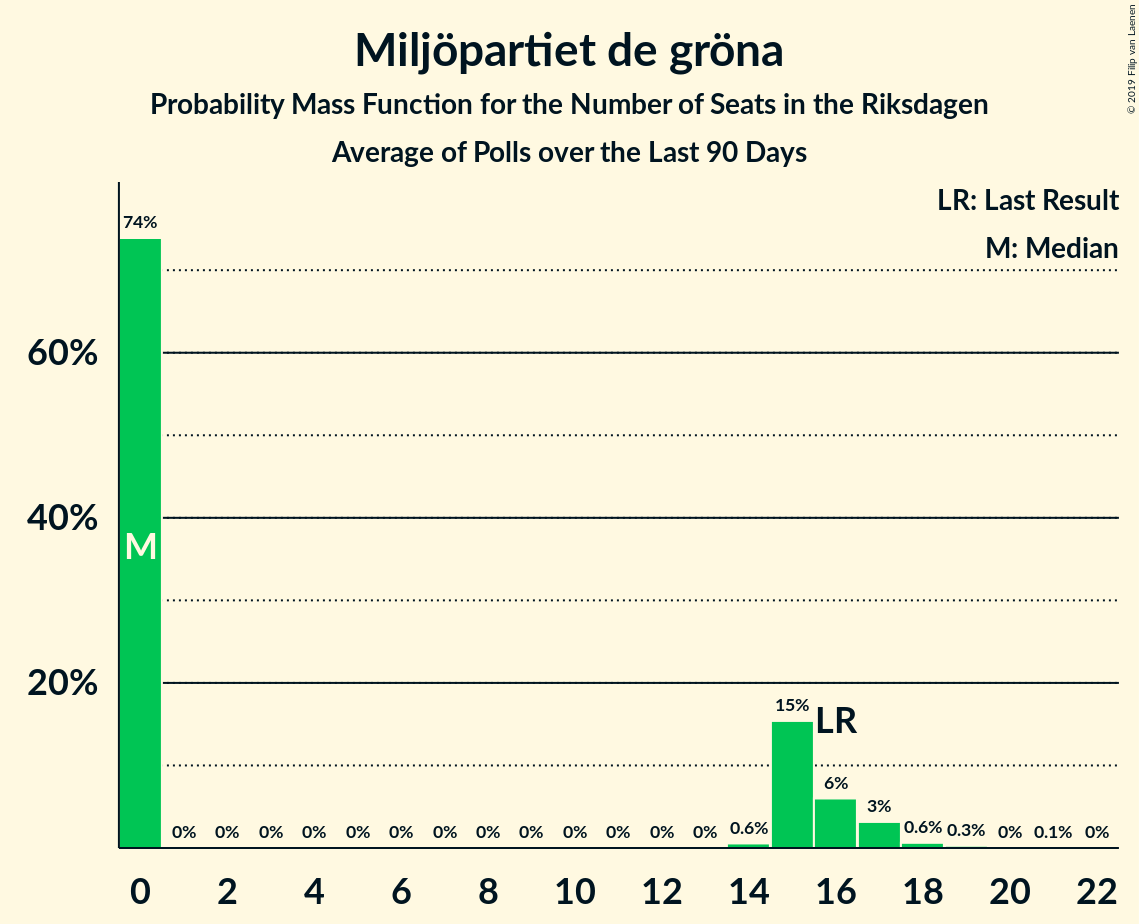 Miljöpartiet de gröna
Probability Mass Function for the Number of Seats in the Riksdagen
Average of Polls over the Last 90 Days
© 2019 Filip van Laenen
LR: Last Result
M: Median
74%
60%
40%
20%
M
0% 0% 0% 0% 0% 0% 0% 0% 0% 0% 0% 0% 0% 0.6% 15% LR 6% 3% 0.6% 0.3% 0% 0.1% 0%
0 2 4 6 8 10 12 14 16 18 20 22